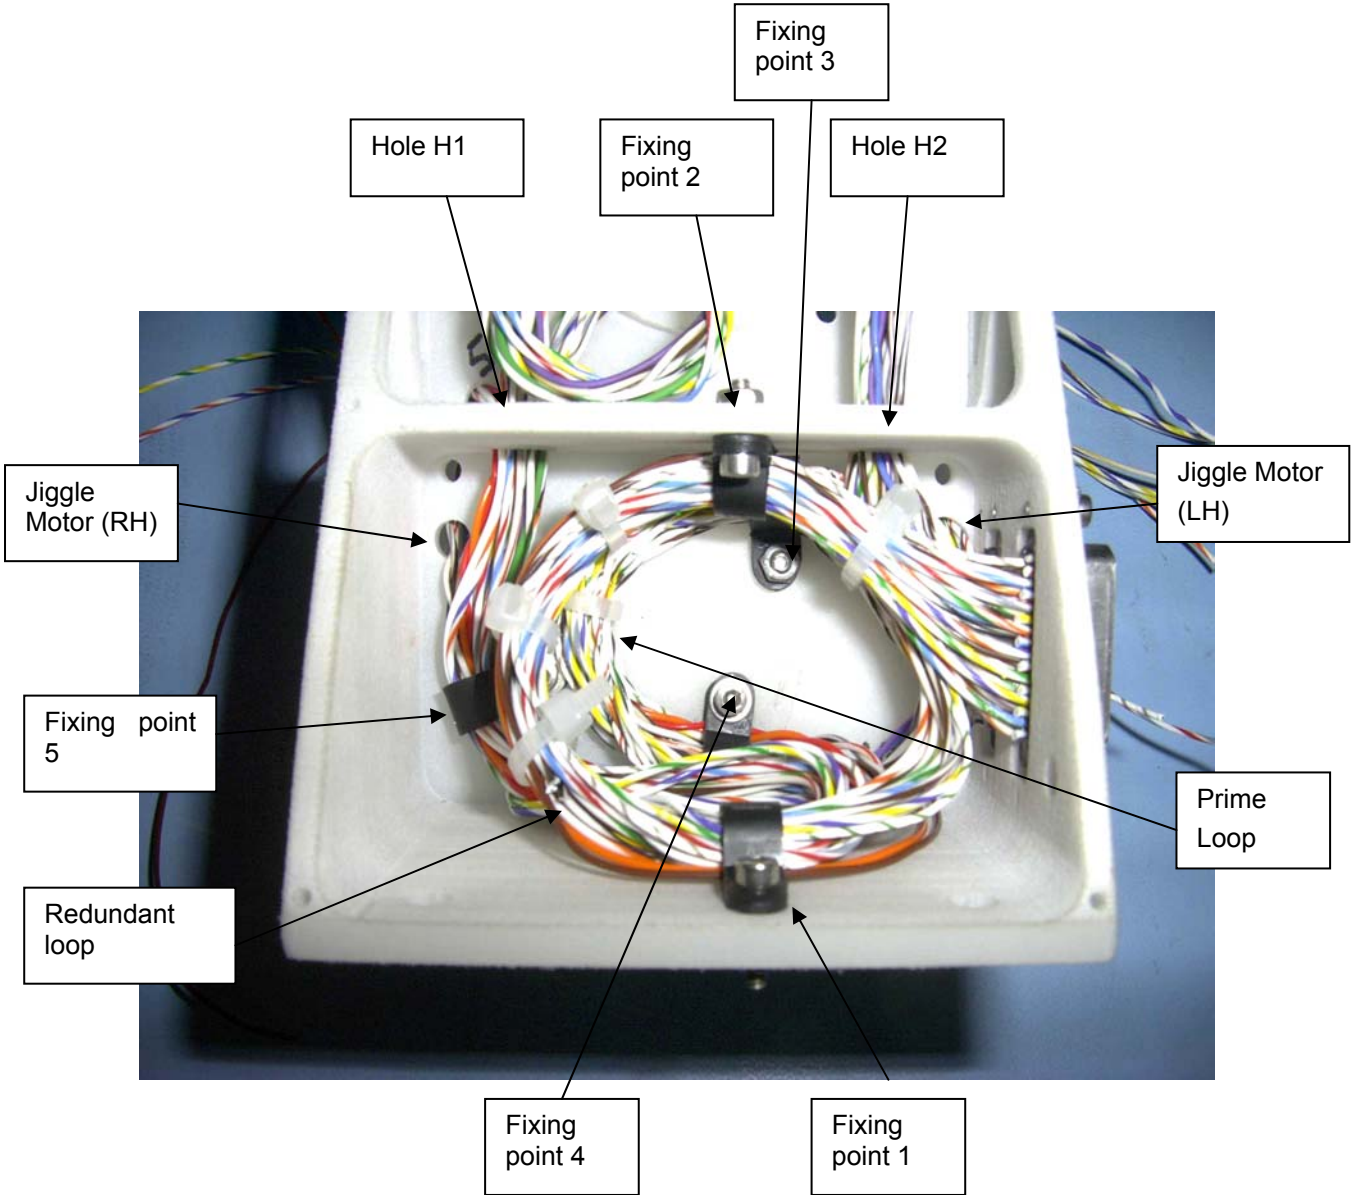 Fixing
point 3
Hole H1
Fixing
point 2
Hole H2
Jiggle
Motor (RH)
Jiggle Motor
(LH)
Fixing point
5
Prime
Loop
Redundant
loop
Fixing
point 4
Fixing
point 1